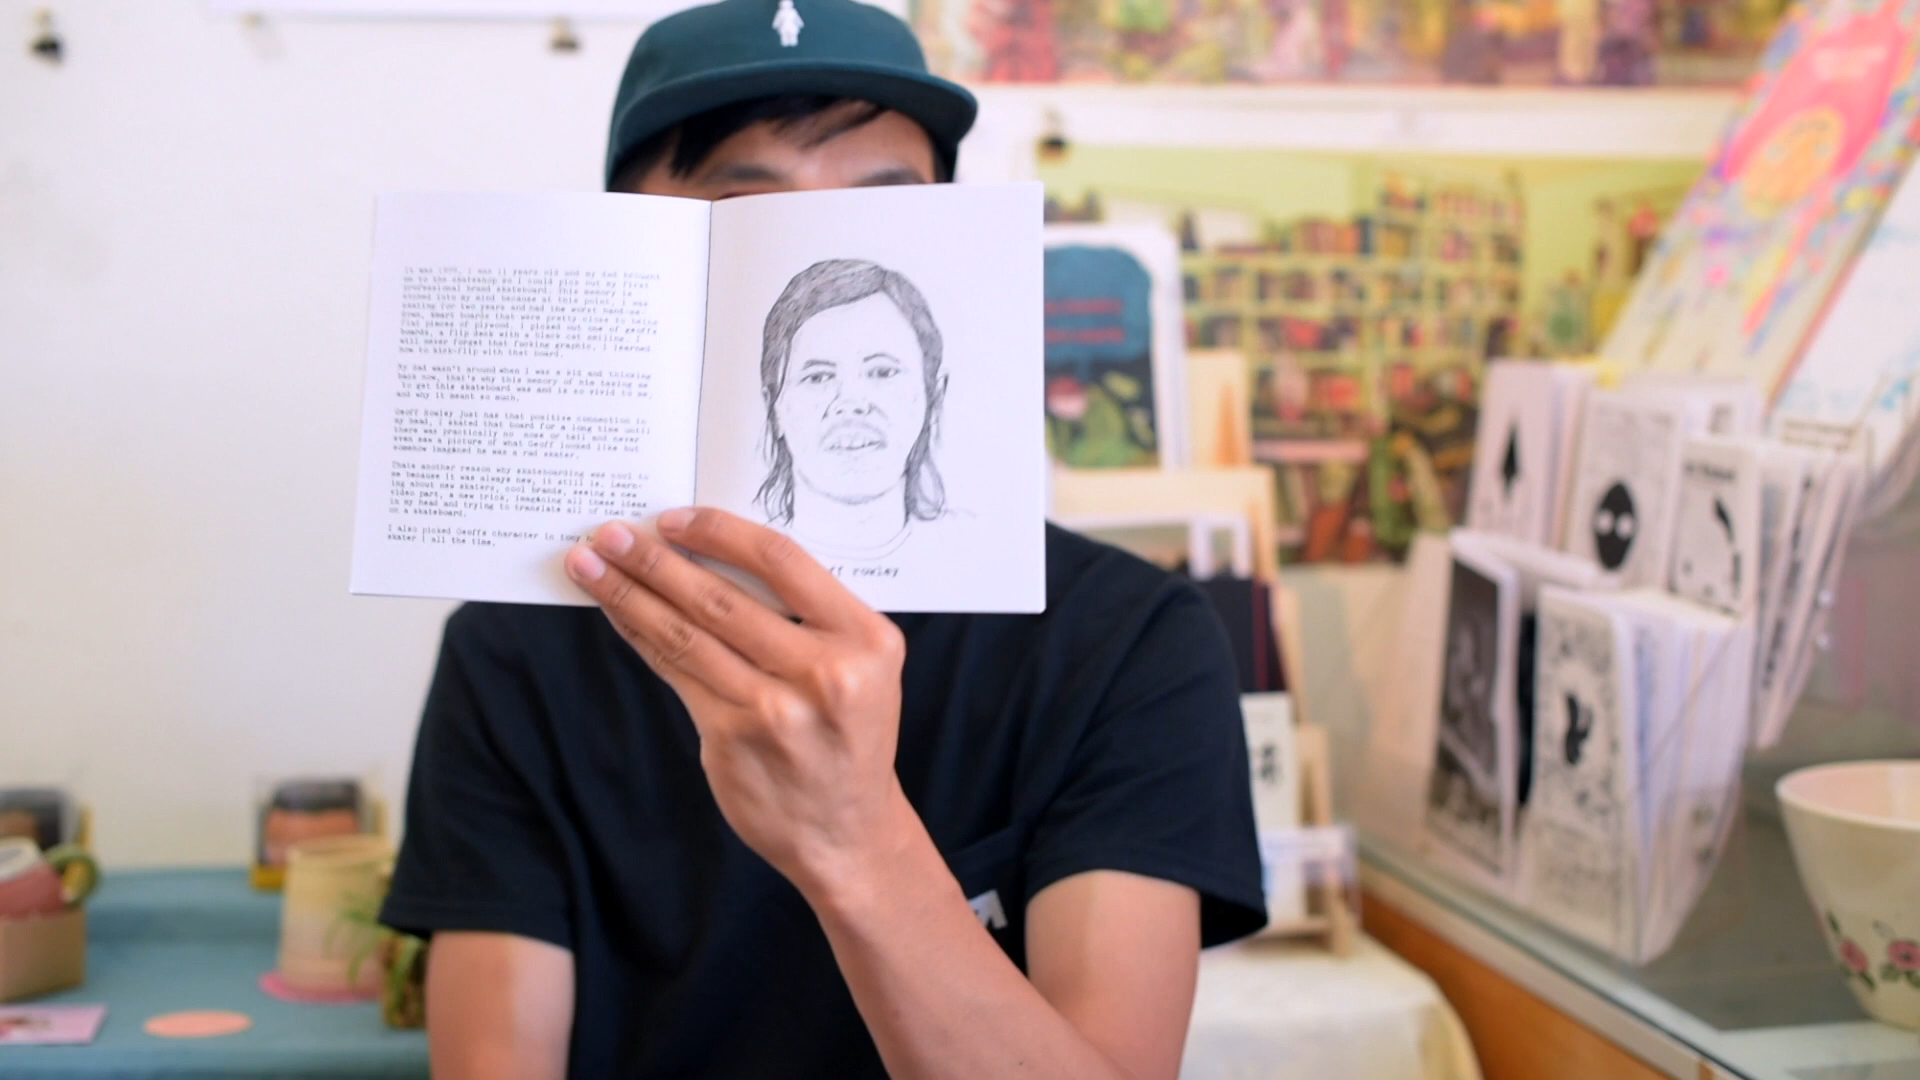 It was 1999, I was 11 years old and my dad brought
me to the skateshop so I could pick out my first
professional brand skateboard. This memory is
etched into my mind because at this point, I was
skating for two years and had the worst hand-me-
down, kmart boards that were pretty close to being
flat pieces of plywood. I picked out one of geoffs
boards, a flip deck with a black cat smiling. I
will never forget that fucking graphic, I learned
how to kick-flip with that board.
My dad wasn't around when I was a kid and thinking
back now, that's why this memory of him taking me
to get this skateboard was and is so vivid to me,
and why it meant so much.
Geoff Rowley just has that positive connection in
my head, I skated that board for a long time until
there was practically no nose or tail and never
even saw a picture of what Geoff looked like but
somehow imagined he was a rad skater.
Thats another reason why skateboarding was cool to
me because it was always new, it still is. Learn-
ing about new skaters, cool brands, seeing a new
video part, a new trick, imagining all these ideas
in my head and trying to translate all of that on
on a skateboard.
I also picked Geoffs character in tony
skater 1 all the time.
ff rowley